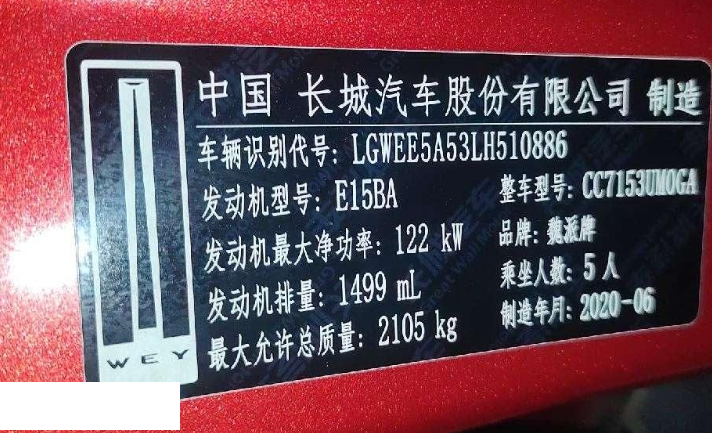 中国 长城汽车股份有限公司 制造
车辆识别代号: LGWEE5A53LH510886
发动机型号: E15BA 整车型号: CC7153UM0GA
发动机最大净功率: 122 kW 品牌: 魏派牌
发动机排量: 1499 mL 乘坐人数: 5 人
最大允许总质量: 2105 kg 制造年月: 2020-06
WEY